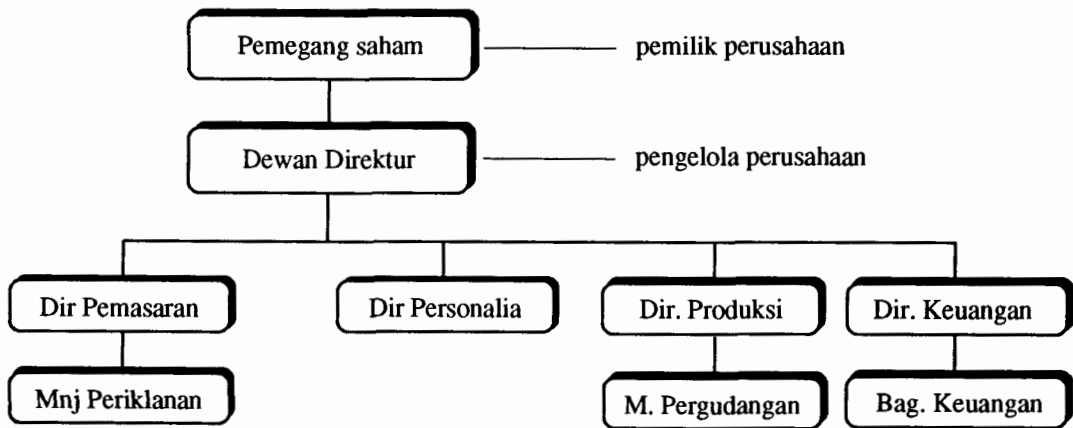 Pemegang saham
pemilik perusahaan
Dewan Direktur
pengelola perusahaan
Dir Pemasaran
Dir Personalia
Dir. Produksi
Dir. Keuangan
Mnj Periklanan
M. Pergudangan
Bag. Keuangan